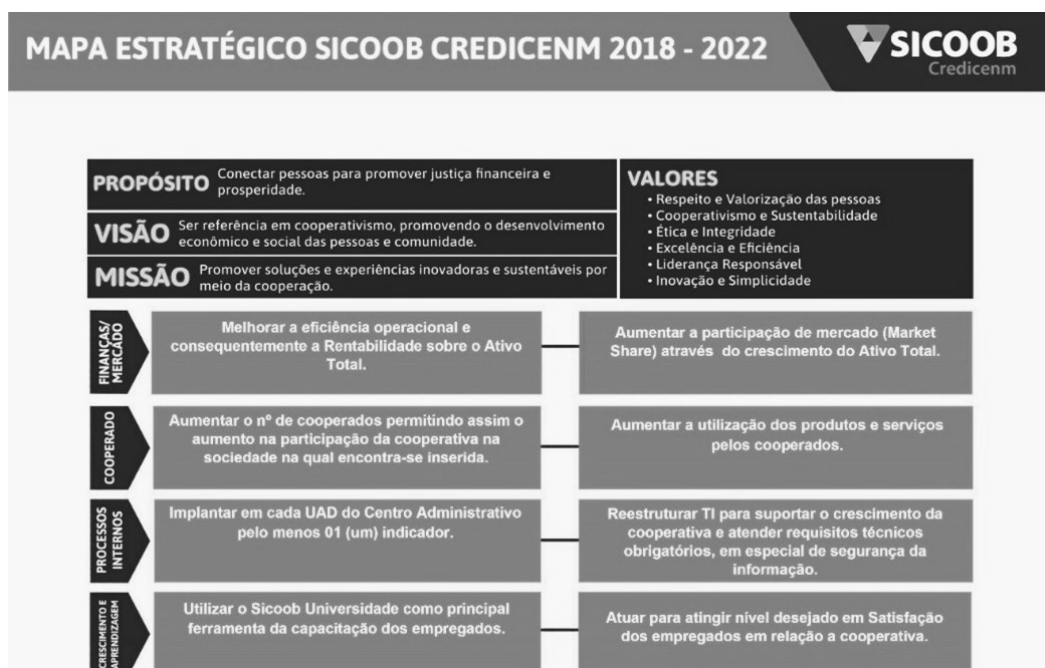 MAPA ESTRATÉGICO SICOOB CREDICENM 2018 - 2022
SICOOB
Credicenm
PROPÓSITO Conectar pessoas para promover justiça financeira e
prosperidade.
VISÃO Ser referência em cooperativismo, promovendo o desenvolvimento
econômico e social das pessoas e comunidade.
MISSÃO Promover soluções e experiências inovadoras e sustentáveis por
meio da cooperação.
VALORES
• Respeito e Valorização das pessoas
• Cooperativismo e Sustentabilidade
• Ética e Integridade
• Excelência e Eficiência
• Liderança Responsável
• Inovação e Simplicidade
FINANÇAS/
MERCADO
Melhorar a eficiência operacional e
consequentemente a Rentabilidade sobre o Ativo
Total.
Aumentar a participação de mercado (Market
Share) através do crescimento do Ativo Total.
COOPERADO
Aumentar o nº de cooperados permitindo assim o
aumento na participação da cooperativa na
sociedade na qual encontra-se inserida.
Aumentar a utilização dos produtos e serviços
pelos cooperados.
PROCESSOS
INTERNOS
Implantar em cada UAD do Centro Administrativo
pelo menos 01 (um) indicador.
Reestruturar TI para suportar o crescimento da
cooperativa e atender requisitos técnicos
obrigatórios, em especial de segurança da
informação.
CRESCIMENTO E
APRENDIZAGEM
Utilizar o Sicoob Universidade como principal
ferramenta da capacitação dos empregados.
Atuar para atingir nível desejado em Satisfação
dos empregados em relação a cooperativa.